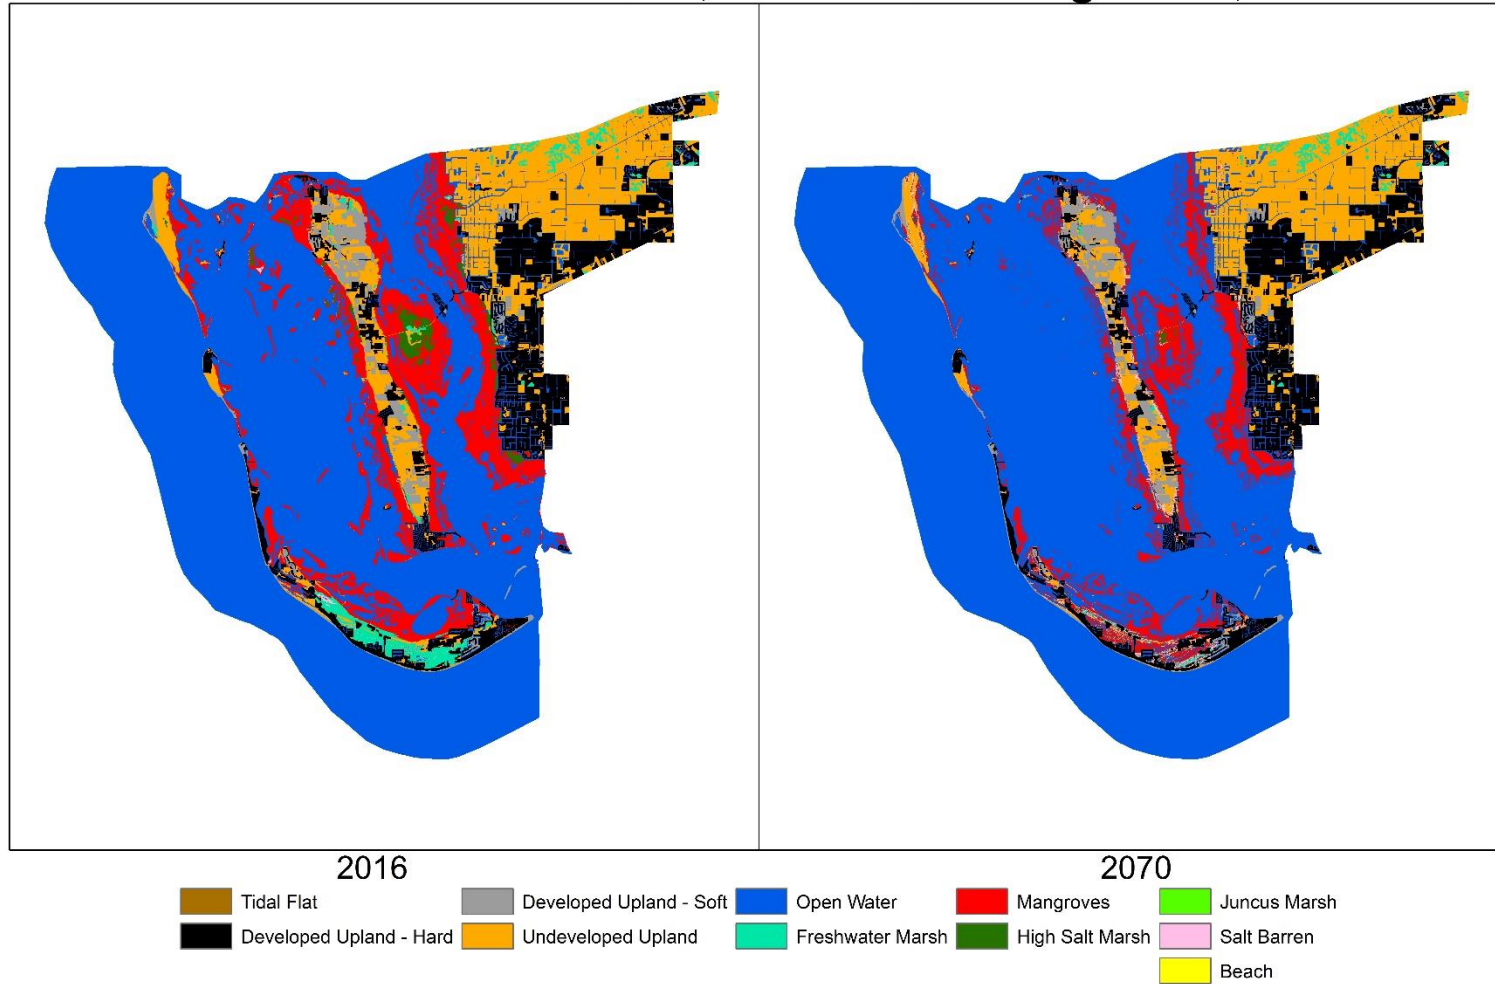 2016
2070
Tidal Flat
Developed Upland - Soft
Open Water
Mangroves
Juncus Marsh
Developed Upland - Hard
Undeveloped Upland
Freshwater Marsh
High Salt Marsh
Salt Barren
Beach